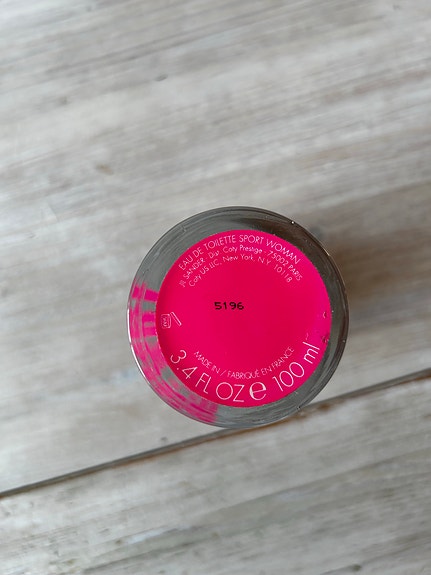 EAU DE TOILETTE SPORT WOMAN
JIL SANDER Dist. Coty Prestige - 75002 PARIS
Coty US LLC, New York, N.Y. 10118
5196
MADE IN / FABRIQUÉ EN FRANCE
3.4 FL OZ e 100 ml